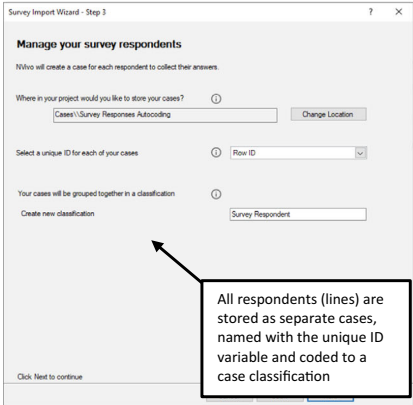 Survey Import Wizard - Step 3 ? X
Manage your survey respondents
NVivo will create a case for each respondent to collect their answers.
Where in your project would you like to store your cases?
Cases\\Survey Responses Autocoding Change Location
Select a unique ID for each of your cases Row ID
Your cases will be grouped together in a classification
Create new classification Survey Respondent
All respondents (lines) are
stored as separate cases,
named with the unique ID
variable and coded to a
case classification
Click Next to continue